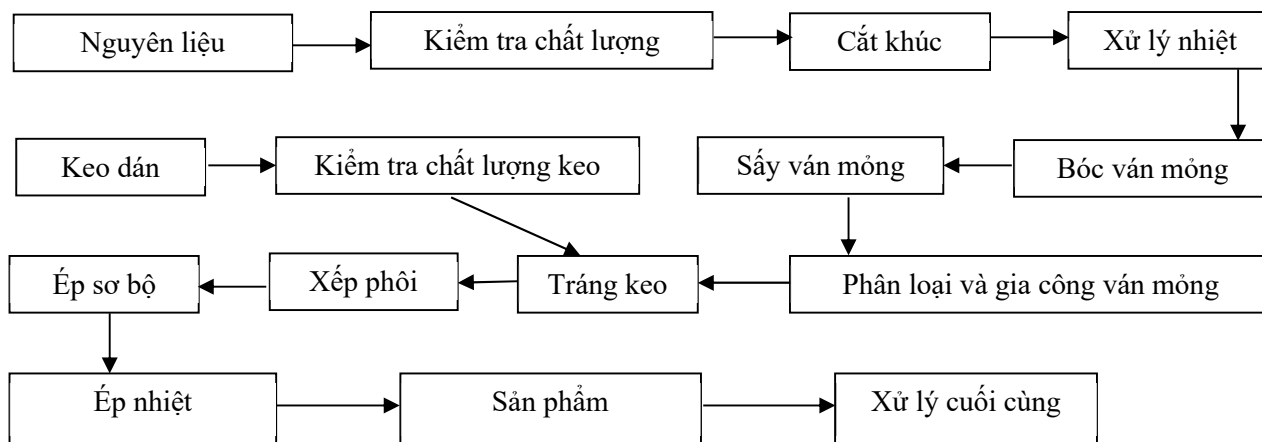 Nguyên liệu
Kiểm tra chất lượng
Cắt khúc
Xử lý nhiệt
Keo dán
Kiểm tra chất lượng keo
Sấy ván mỏng
Bóc ván mỏng
Ép sơ bộ
Xếp phôi
Tráng keo
Phân loại và gia công ván mỏng
Ép nhiệt
Sản phẩm
Xử lý cuối cùng